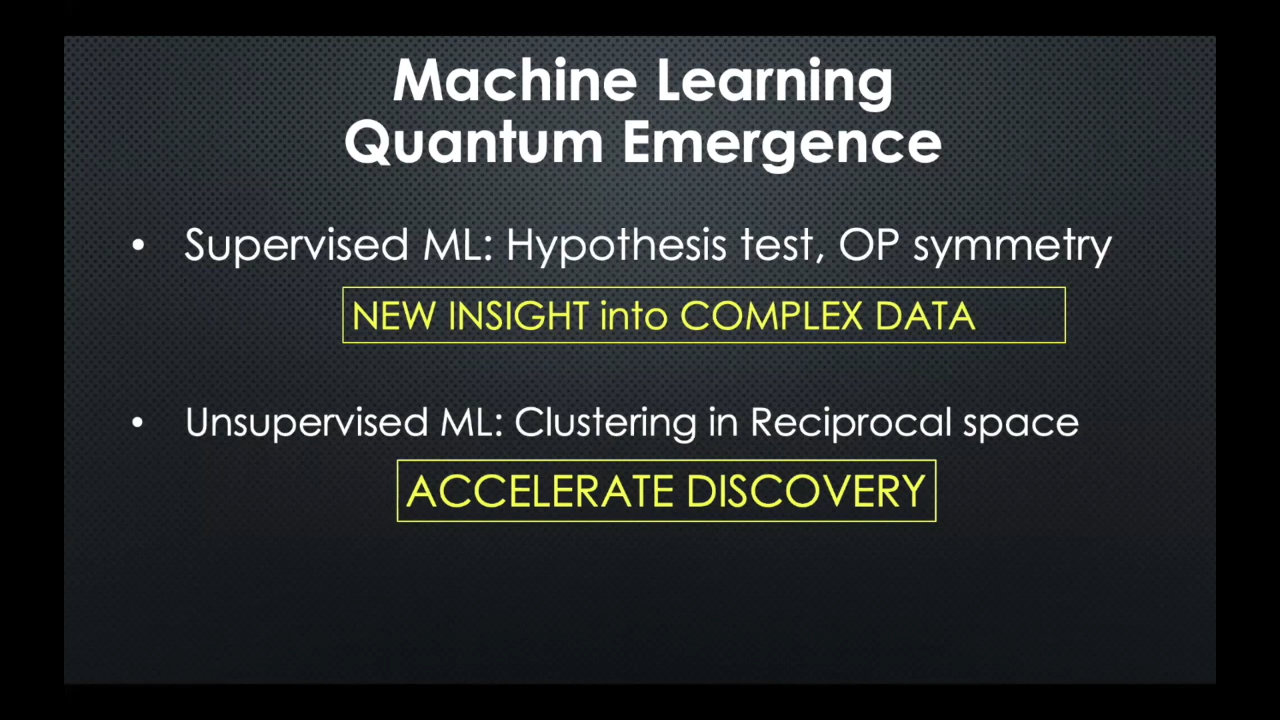 Machine Learning
Quantum Emergence
• Supervised ML: Hypothesis test, OP symmetry
NEW INSIGHT into COMPLEX DATA
• Unsupervised ML: Clustering in Reciprocal space
ACCELERATE DISCOVERY